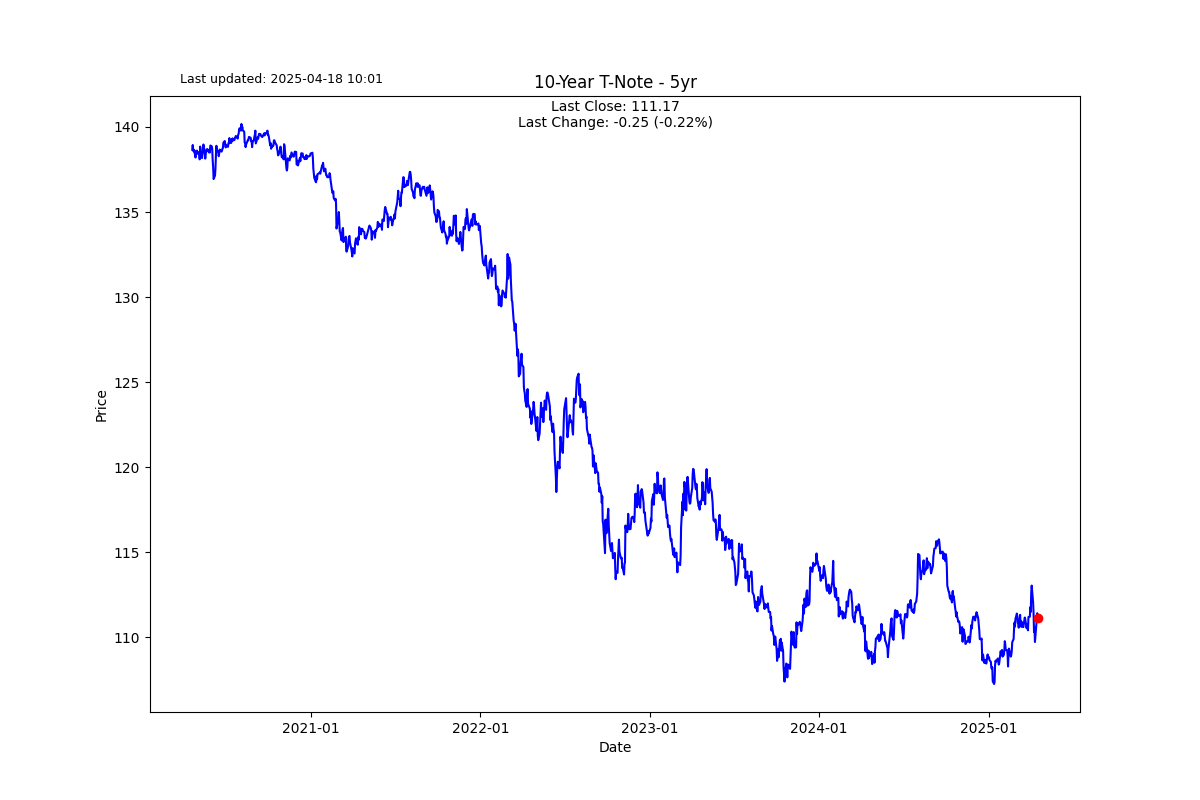 Last updated: 2025-04-18 10:01
10-Year T-Note - 5yr
Last Close: 111.17
Last Change: -0.25 (-0.22%)
140
135
130
125
120
115
110
Price
2021-01
2022-01
2023-01
2024-01
2025-01
Date